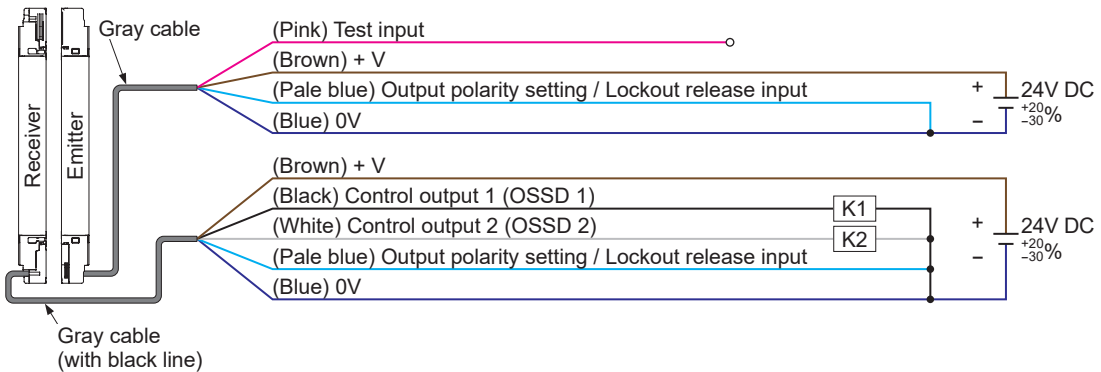 Gray cable
Receiver
Emitter
(Pink) Test input
(Brown) + V
(Pale blue) Output polarity setting / Lockout release input
(Blue) 0V
+
−
24V DC
+20
−30%
(Brown) + V
(Black) Control output 1 (OSSD 1)
K1
(White) Control output 2 (OSSD 2)
K2
(Pale blue) Output polarity setting / Lockout release input
(Blue) 0V
+
−
24V DC
+20
−30%
Gray cable
(with black line)